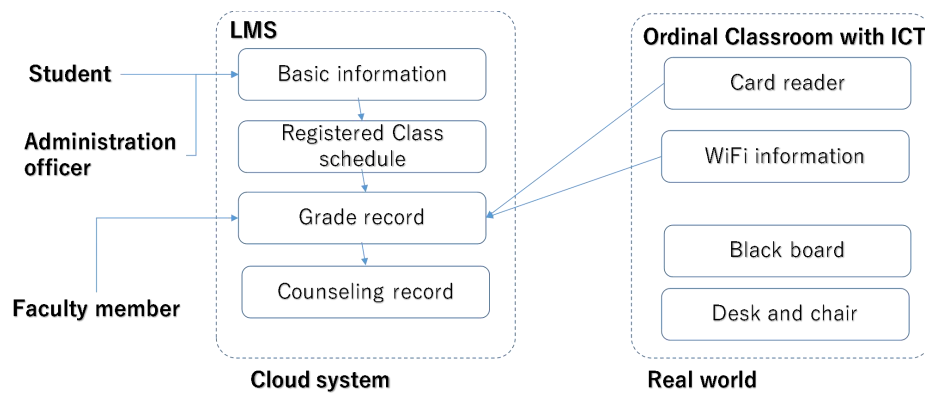 LMS
Ordinal Classroom with ICT
Student
Basic information
Card reader
Administration
officer
Registered Class
schedule
WiFi information
Grade record
Black board
Faculty member
Counseling record
Desk and chair
Cloud system
Real world